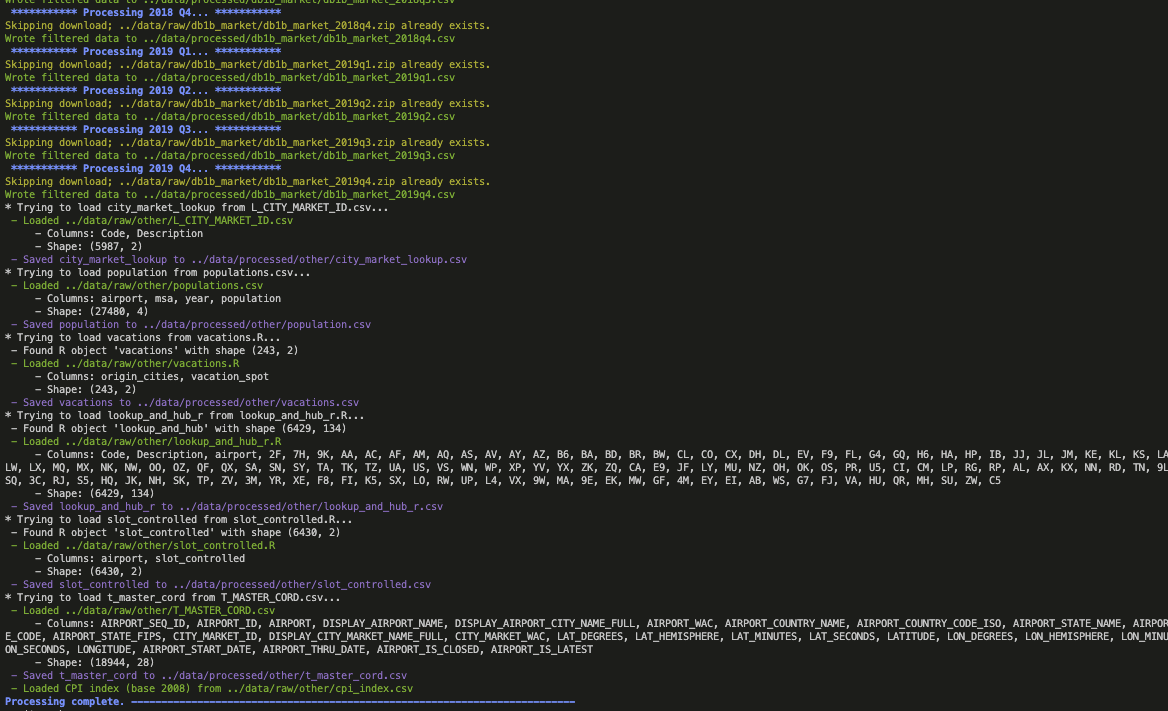 Wrote filtered data to ../data/processed/db1b_market/db1b_market_2018q3.csv
*********** Processing 2018 Q4... ***********
Skipping download; ../data/raw/db1b_market/db1b_market_2018q4.zip already exists.
Wrote filtered data to ../data/processed/db1b_market/db1b_market_2018q4.csv
*********** Processing 2019 Q1... ***********
Skipping download; ../data/raw/db1b_market/db1b_market_2019q1.zip already exists.
Wrote filtered data to ../data/processed/db1b_market/db1b_market_2019q1.csv
*********** Processing 2019 Q2... ***********
Skipping download; ../data/raw/db1b_market/db1b_market_2019q2.zip already exists.
Wrote filtered data to ../data/processed/db1b_market/db1b_market_2019q2.csv
*********** Processing 2019 Q3... ***********
Skipping download; ../data/raw/db1b_market/db1b_market_2019q3.zip already exists.
Wrote filtered data to ../data/processed/db1b_market/db1b_market_2019q3.csv
*********** Processing 2019 Q4... ***********
Skipping download; ../data/raw/db1b_market/db1b_market_2019q4.zip already exists.
Wrote filtered data to ../data/processed/db1b_market/db1b_market_2019q4.csv
* Trying to load city_market_lookup from L_CITY_MARKET_ID.csv...
- Loaded ../data/raw/other/L_CITY_MARKET_ID.csv
- Columns: Code, Description
- Shape: (5987, 2)
- Saved city_market_lookup to ../data/processed/other/city_market_lookup.csv
* Trying to load population from populations.csv...
- Loaded ../data/raw/other/populations.csv
- Columns: airport, msa, year, population
- Shape: (27480, 4)
- Saved population to ../data/processed/other/population.csv
* Trying to load vacations from vacations.R...
- Found R object 'vacations' with shape (243, 2)
- Loaded ../data/raw/other/vacations.R
- Columns: origin_cities, vacation_spot
- Shape: (243, 2)
- Saved vacations to ../data/processed/other/vacations.csv
* Trying to load lookup_and_hub_r from lookup_and_hub_r.R...
- Found R object 'lookup_and_hub' with shape (6429, 134)
- Loaded ../data/raw/other/lookup_and_hub_r.R
- Columns: Code, Description, airport, 2F, 7H, 9K, AA, AC, AF, AM, AQ, AS, AV, AY, AZ, B6, BA, BD, BR, BW, CL, CO, CX, DH, DL, EV, F9, FL, G4, GQ, H6, HA, HP, IB, JJ, JL, JM, KE, KL, KS, LA
LW, LX, MQ, MX, NK, NW, OO, OZ, QF, QX, SA, SN, SY, TA, TK, TZ, UA, US, VS, WN, WP, XP, YV, YX, ZK, ZQ, CA, E9, JF, LY, MU, NZ, OH, OK, OS, PR, U5, CI, CM, LP, RG, RP, AL, AX, KX, NN, RD, TN, 9L
SQ, 3C, RJ, S5, HQ, JK, NH, SK, TP, ZV, 3M, YR, XE, F8, FI, K5, SX, LO, RW, UP, L4, VX, 9W, MA, 9E, EK, MW, GF, 4M, EY, EI, AB, WS, G7, FJ, VA, HU, QR, MH, SU, ZW, C5
- Shape: (6429, 134)
- Saved lookup_and_hub_r to ../data/processed/other/lookup_and_hub_r.csv
* Trying to load slot_controlled from slot_controlled.R...
- Found R object 'slot_controlled' with shape (6430, 2)
- Loaded ../data/raw/other/slot_controlled.R
- Columns: airport, slot_controlled
- Shape: (6430, 2)
- Saved slot_controlled to ../data/processed/other/slot_controlled.csv
* Trying to load t_master_cord from T_MASTER_CORD.csv...
- Loaded ../data/raw/other/T_MASTER_CORD.csv
- Columns: AIRPORT_SEQ_ID, AIRPORT_ID, AIRPORT, DISPLAY_AIRPORT_NAME, DISPLAY_AIRPORT_CITY_NAME_FULL, AIRPORT_WAC, AIRPORT_COUNTRY_NAME, AIRPORT_COUNTRY_CODE_ISO, AIRPORT_STATE_NAME, AIRPOR
E_CODE, AIRPORT_STATE_FIPS, CITY_MARKET_ID, DISPLAY_CITY_MARKET_NAME_FULL, CITY_MARKET_WAC, LAT_DEGREES, LAT_HEMISPHERE, LAT_MINUTES, LAT_SECONDS, LATITUDE, LON_DEGREES, LON_HEMISPHERE, LON_MINU
ON_SECONDS, LONGITUDE, AIRPORT_START_DATE, AIRPORT_THRU_DATE, AIRPORT_IS_CLOSED, AIRPORT_IS_LATEST
- Shape: (18944, 28)
- Saved t_master_cord to ../data/processed/other/t_master_cord.csv
- Loaded CPI index (base 2008) from ../data/raw/other/cpi_index.csv
Processing complete. --------------------------------------------------------------------------